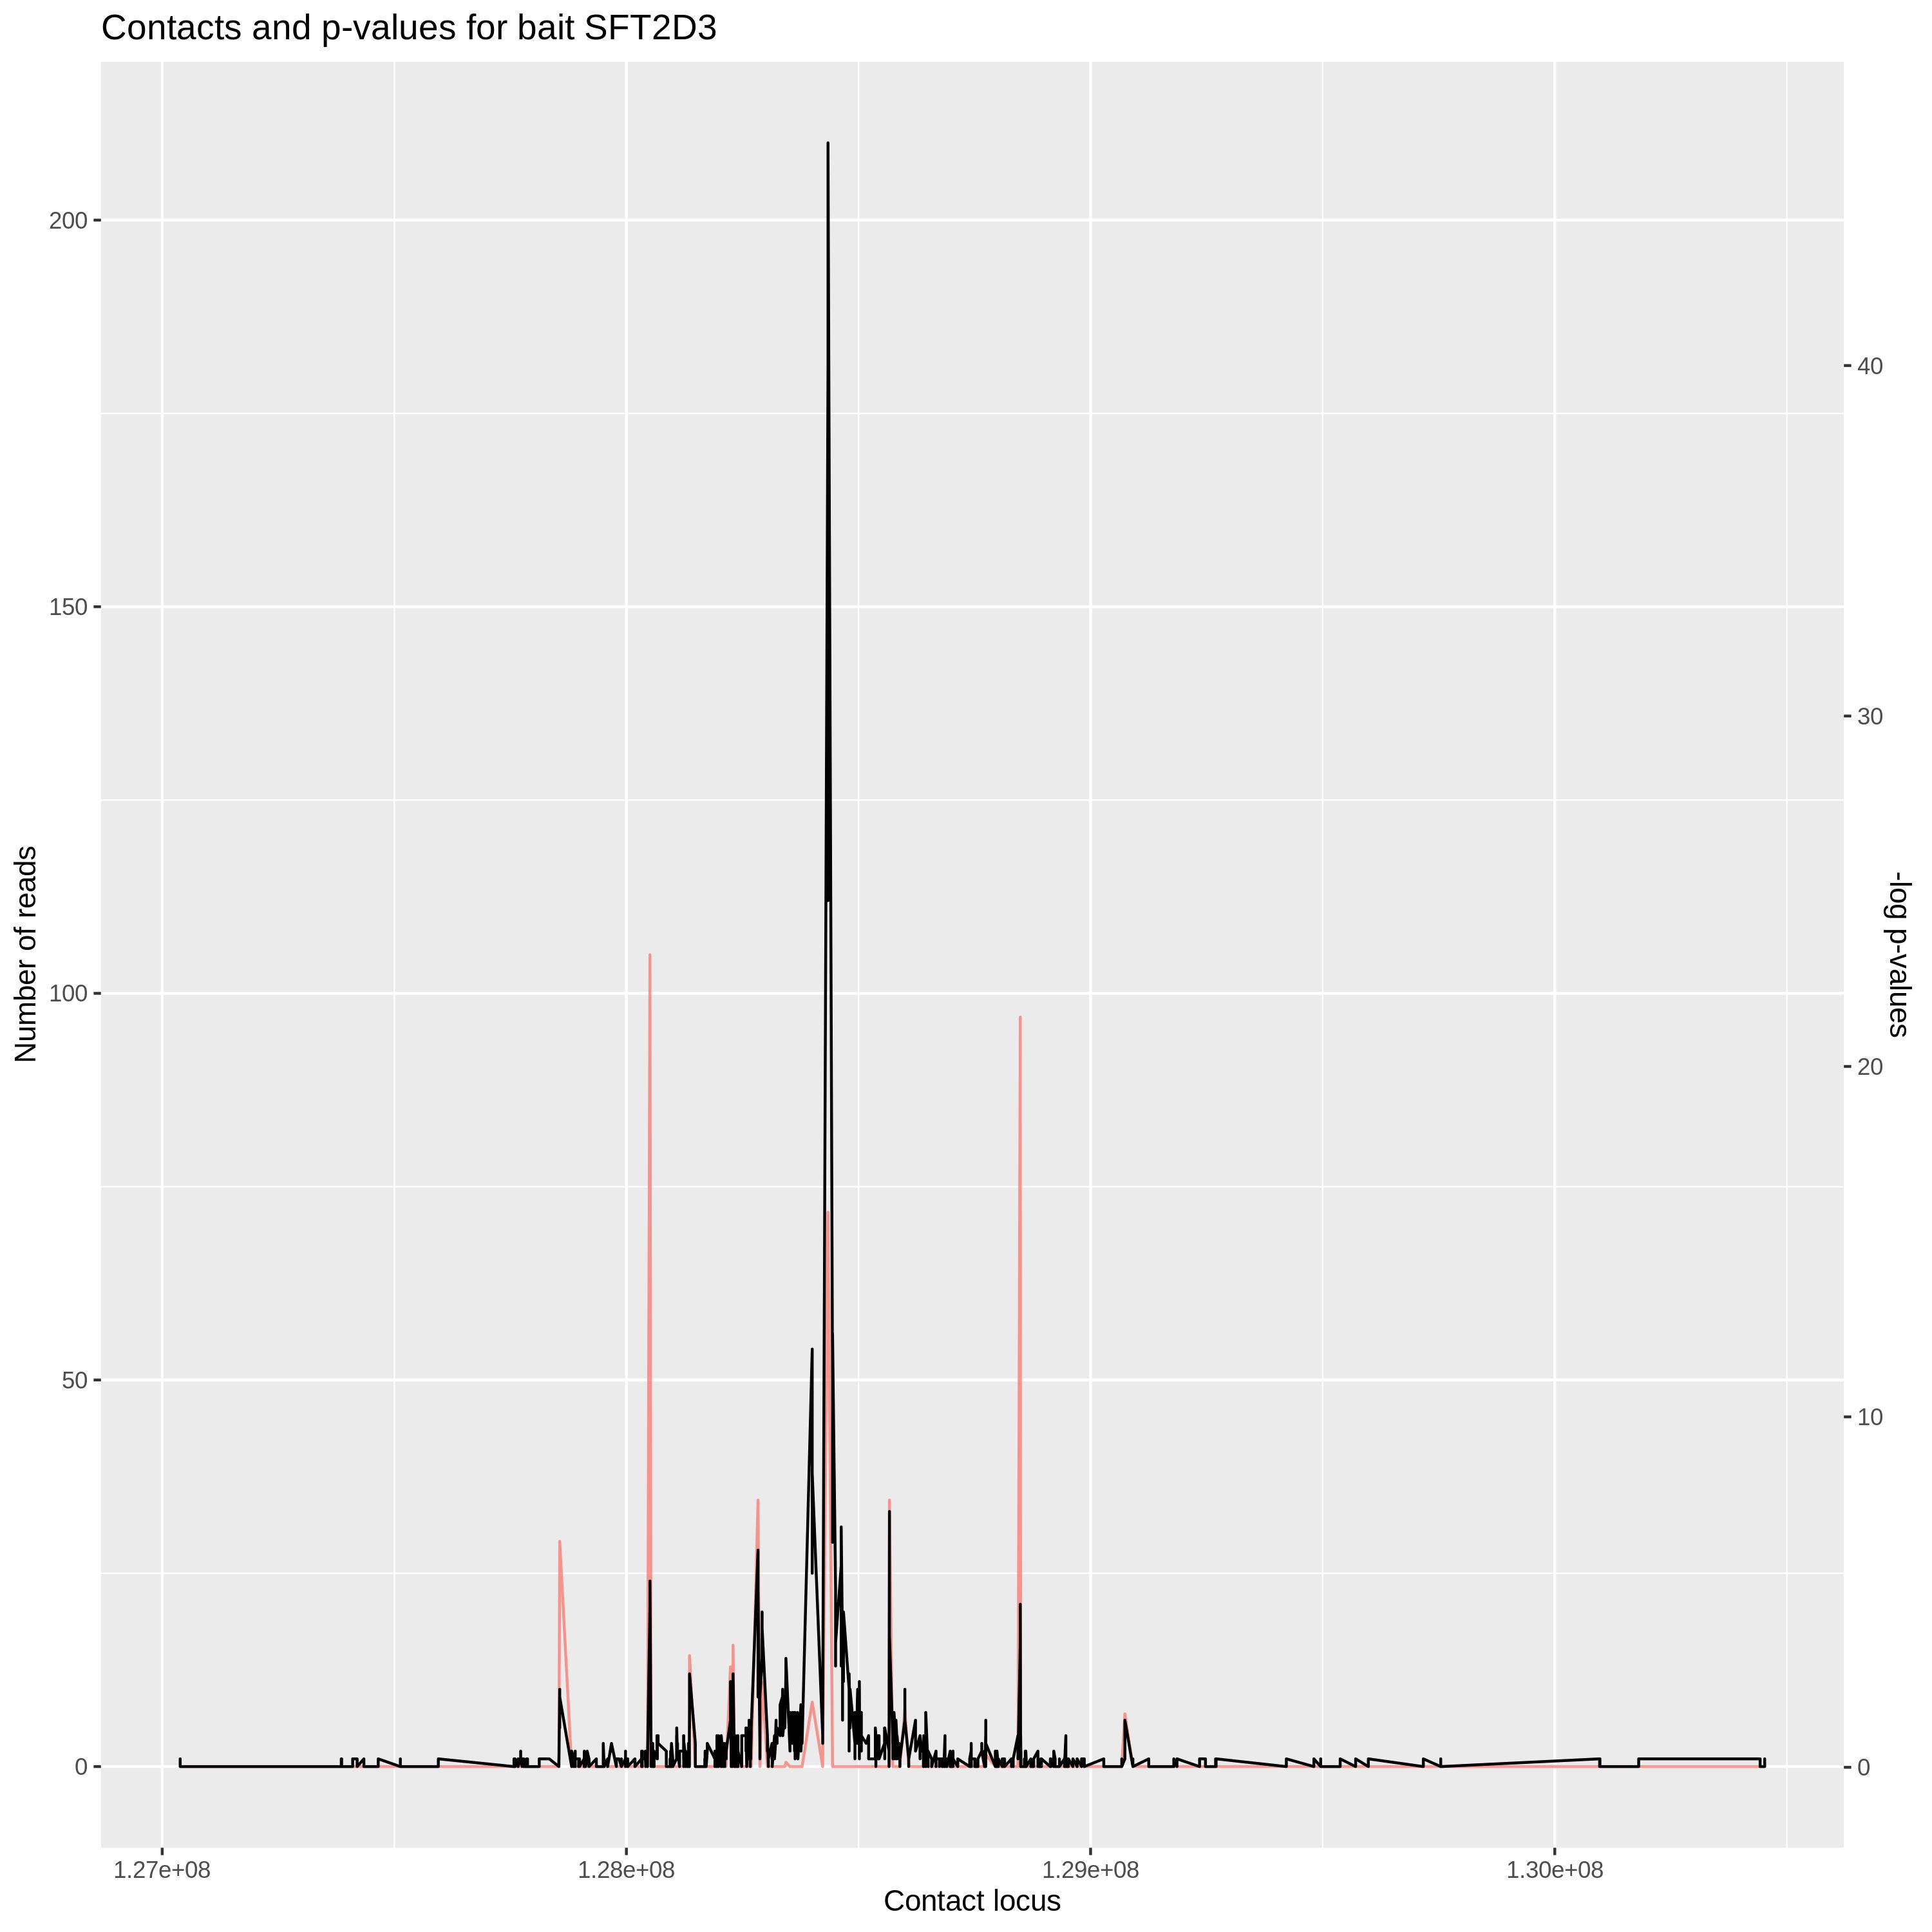 Contacts and p-values for bait SFT2D3
200
150
100
50
0
Number of reads
40
30
20
10
0
-log p-values
1.27e+08
1.28e+08
1.29e+08
1.30e+08
Contact locus